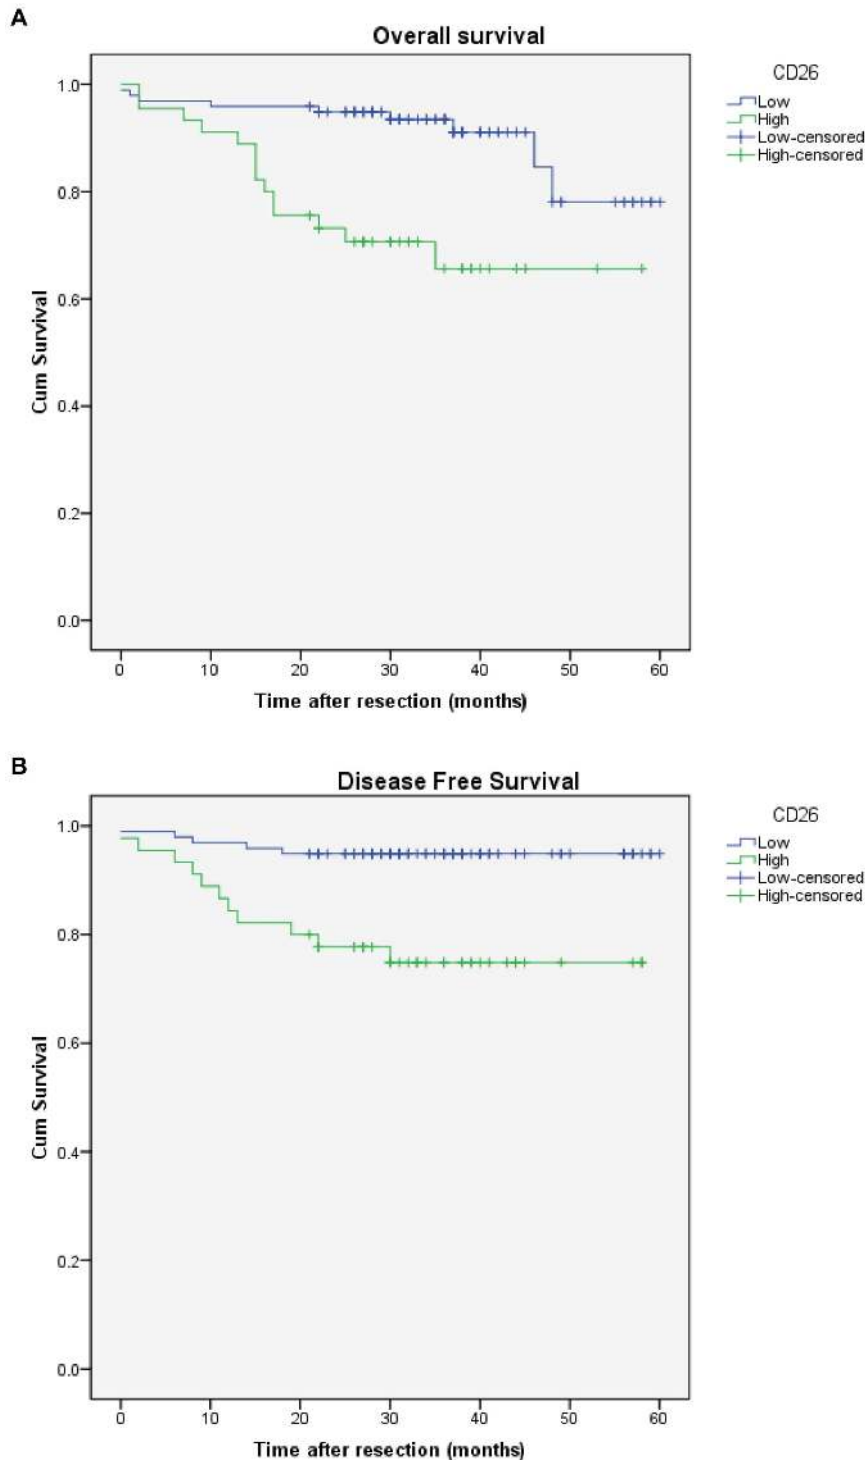 A
Overall survival
CD26
Low
High
Low-censored
High-censored
Cum Survival
1.0
0.8
0.6
0.4
0.2
0.0
0 10 20 30 40 50 60
Time after resection (months)
B
Disease Free Survival
CD26
Low
High
Low-censored
High-censored
Cum Survival
1.0
0.8
0.6
0.4
0.2
0.0
0 10 20 30 40 50 60
Time after resection (months)